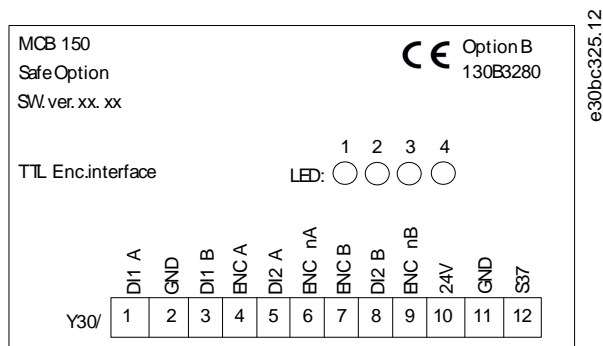 MCB 150
Safe Option
SW. ver. xx. xx
CE Option B
130B3280
e30bc325.12
TTL Enc.interface
1 2 3 4
LED:
DI1 A GND DI1 B ENC A DI2 A ENC nA ENC B DI2 B ENC nB 24V GND S37
Y30/ 1 2 3 4 5 6 7 8 9 10 11 12